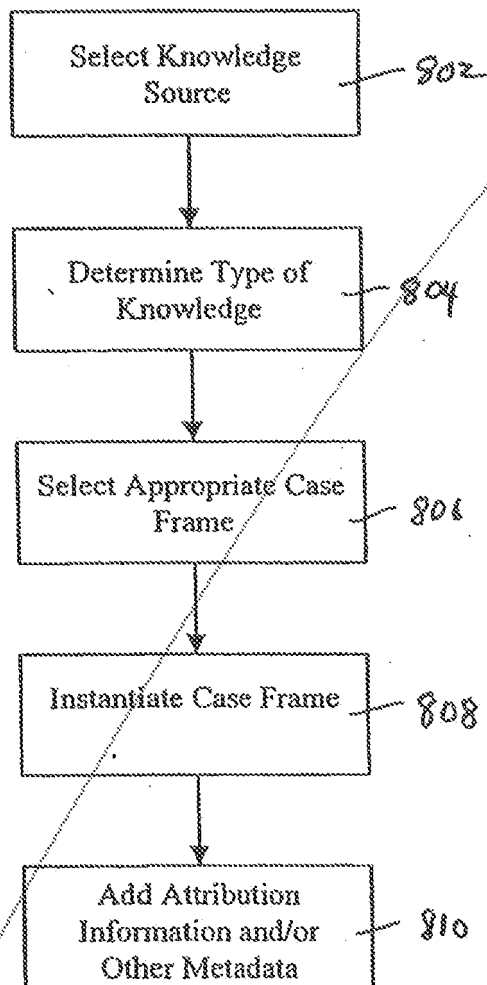 Select Knowledge
Source
802
Determine Type of
Knowledge
804
Select Appropriate Case
Frame
806
Instantiate Case Frame
808
Add Attribution
Information and/or
Other Metadata
810